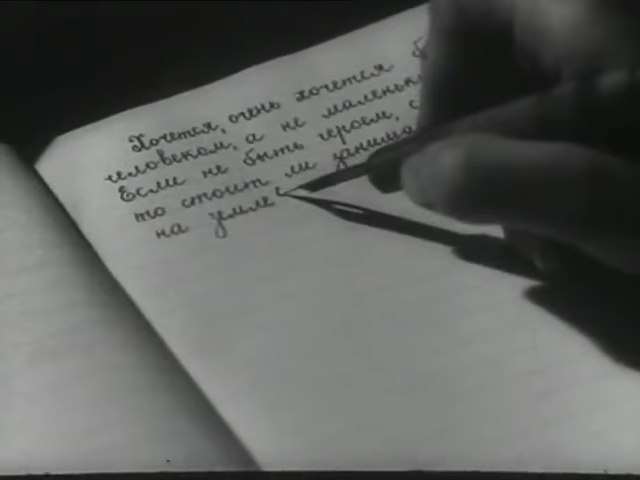 Хочется, очень хочется
человеком, а не
Если не быть героем,
то стоит ли
на земле